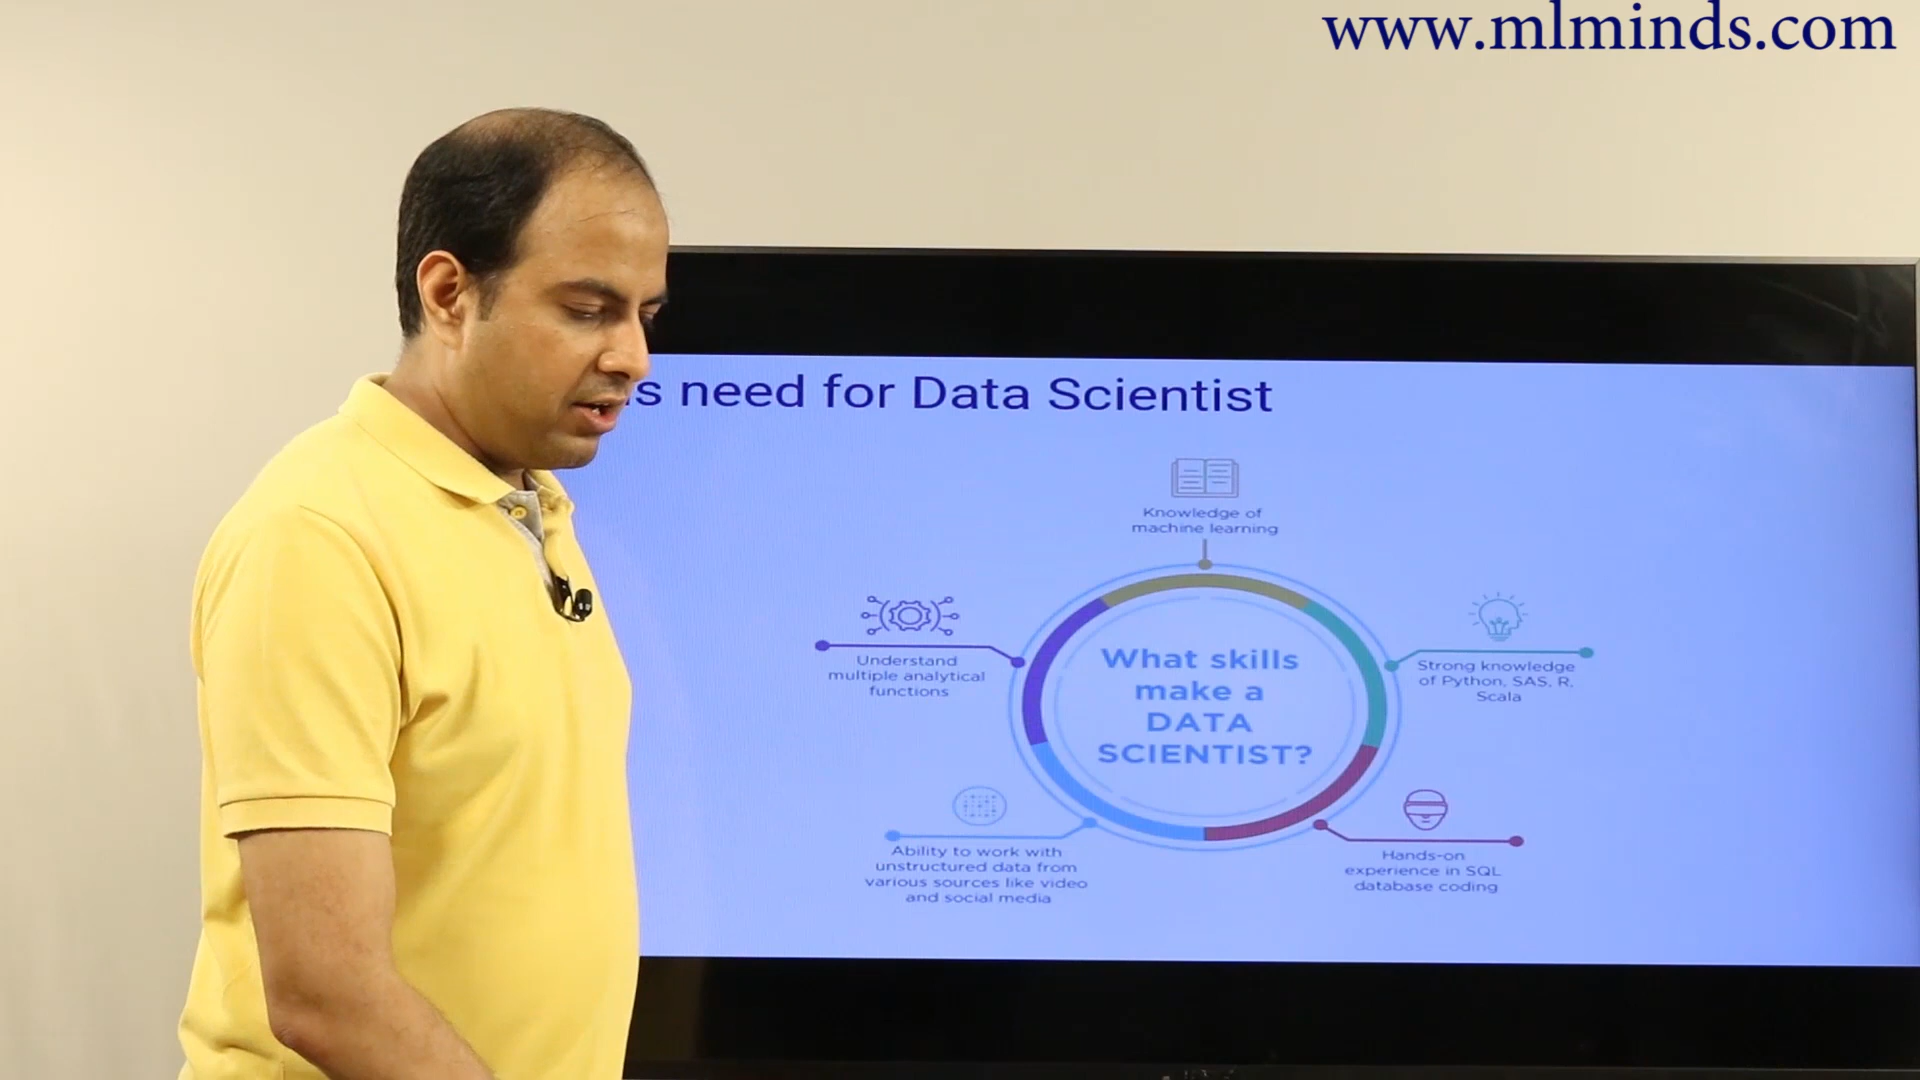 www.mlminds.com
s need for Data Scientist
Knowledge of
machine learning
Understand
multiple analytical
functions
What skills
make a
DATA
SCIENTIST?
Strong knowledge
of Python, SAS, R,
Scala
Ability to work with
unstructured data from
various sources like video
and social media
Hands-on
experience in SQL
database coding